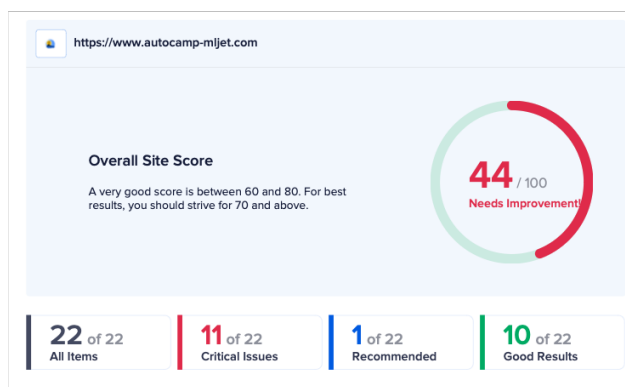 https://www.autocamp-mljet.com
Overall Site Score
A very good score is between 60 and 80. For best
results, you should strive for 70 and above.
44 / 100
Needs Improvement!
22 of 22
All Items
11 of 22
Critical Issues
1 of 22
Recommended
10 of 22
Good Results